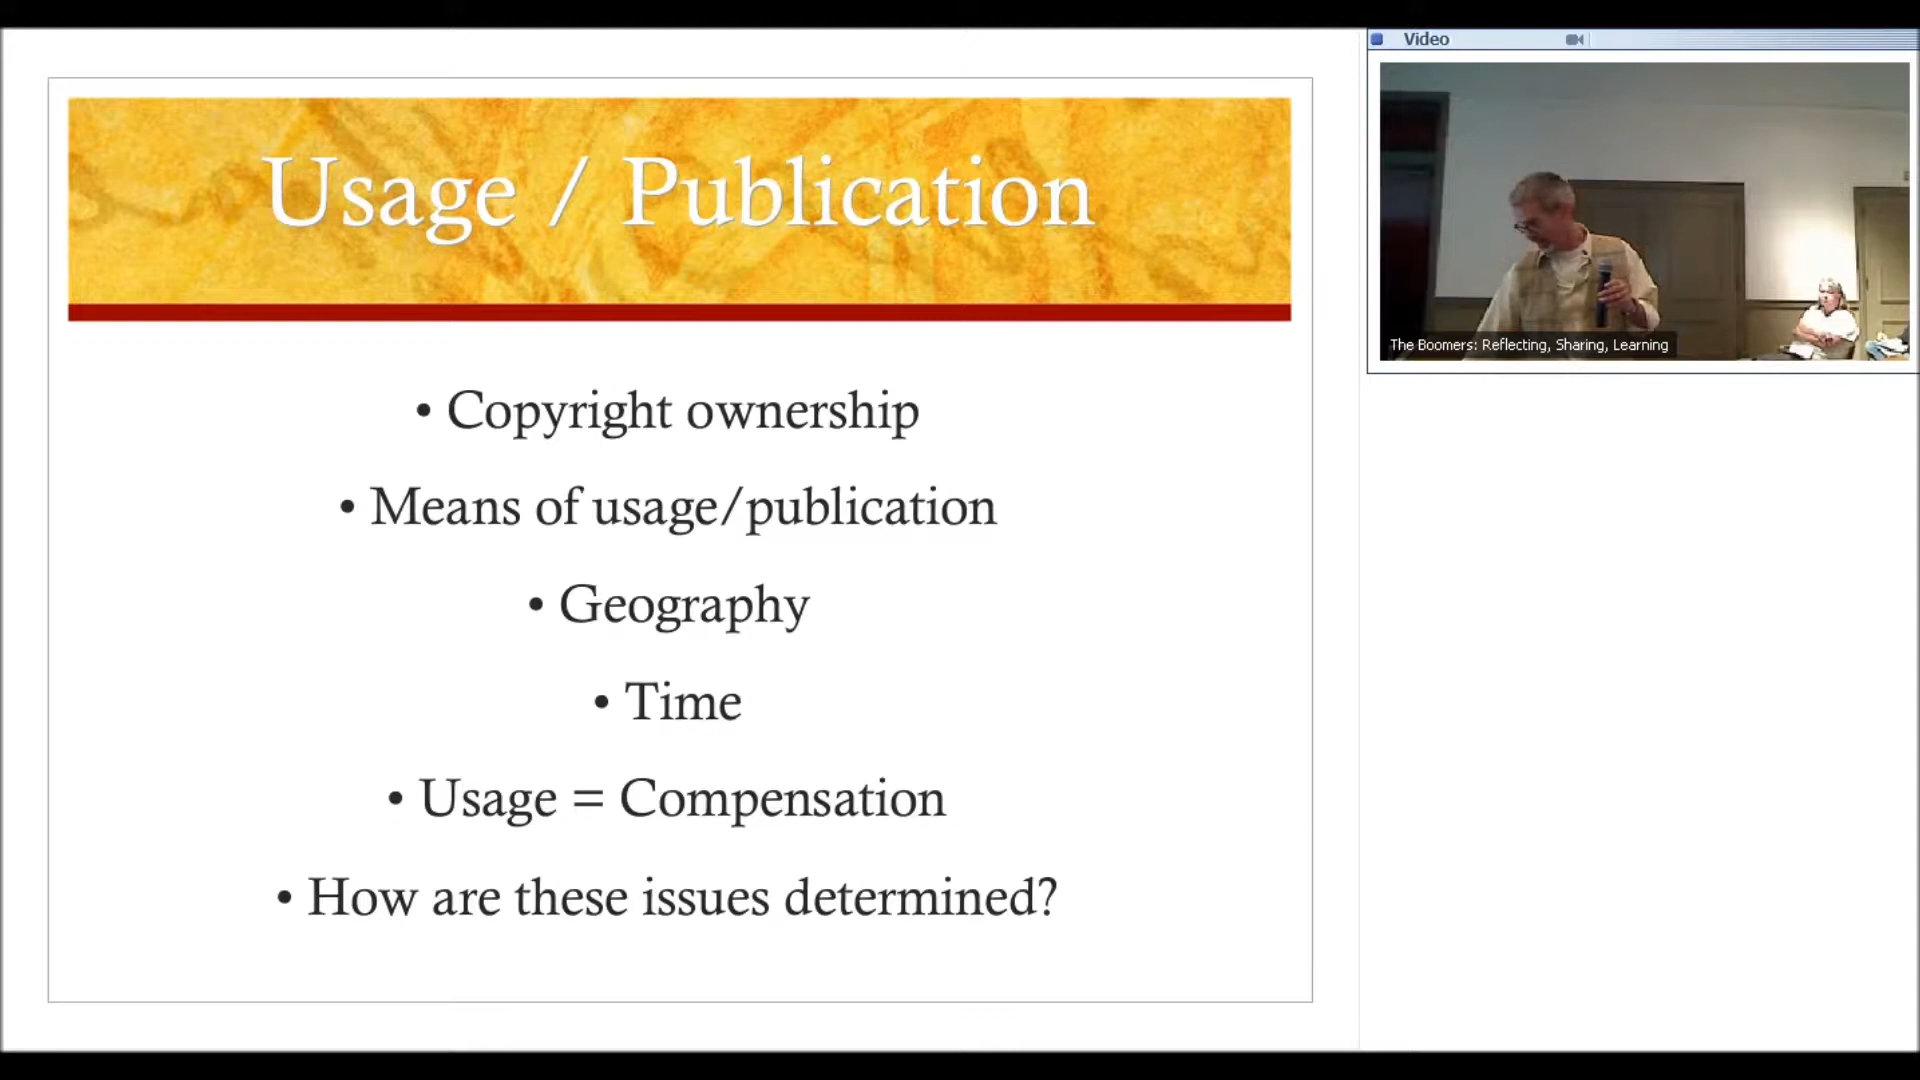 Usage / Publication
• Copyright ownership
• Means of usage/publication
• Geography
• Time
• Usage = Compensation
• How are these issues determined?
Video
The Boomers: Reflecting, Sharing, Learning